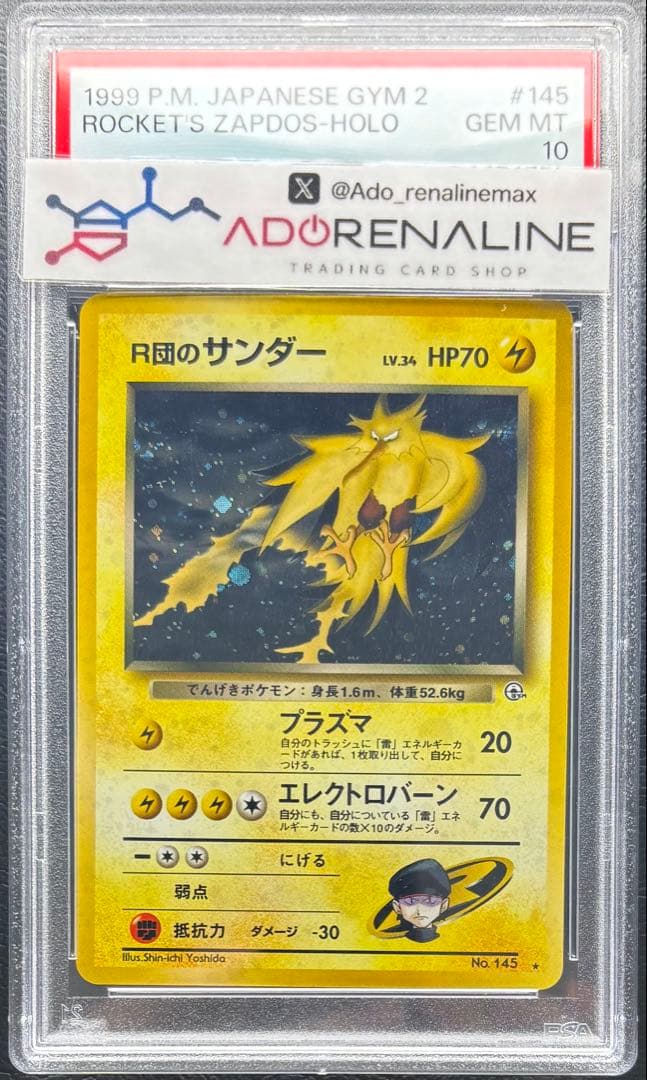 1999 P.M. JAPANESE GYM 2 #145
ROCKET'S ZAPDOS-HOLO GEM MT
10
X @Ado_renalinemax
ADORENALINE
TRADING CARD SHOP
R団のサンダー LV.34 HP70
でんげきポケモン：身長1.6m、体重52.6kg
GYM
プラズマ 20
自分のトラッシュに「雷」エネルギーカ
ードがあれば、1枚取り出して、自分に
つける。
エレクトロバーン 70
自分にも、自分についている「雷」エネ
ルギーカードの数×10のダメージ。
にげる
弱点
抵抗力 ダメージ -30
Illus.Shin-ichi Yoshida No. 145 ★
PSA